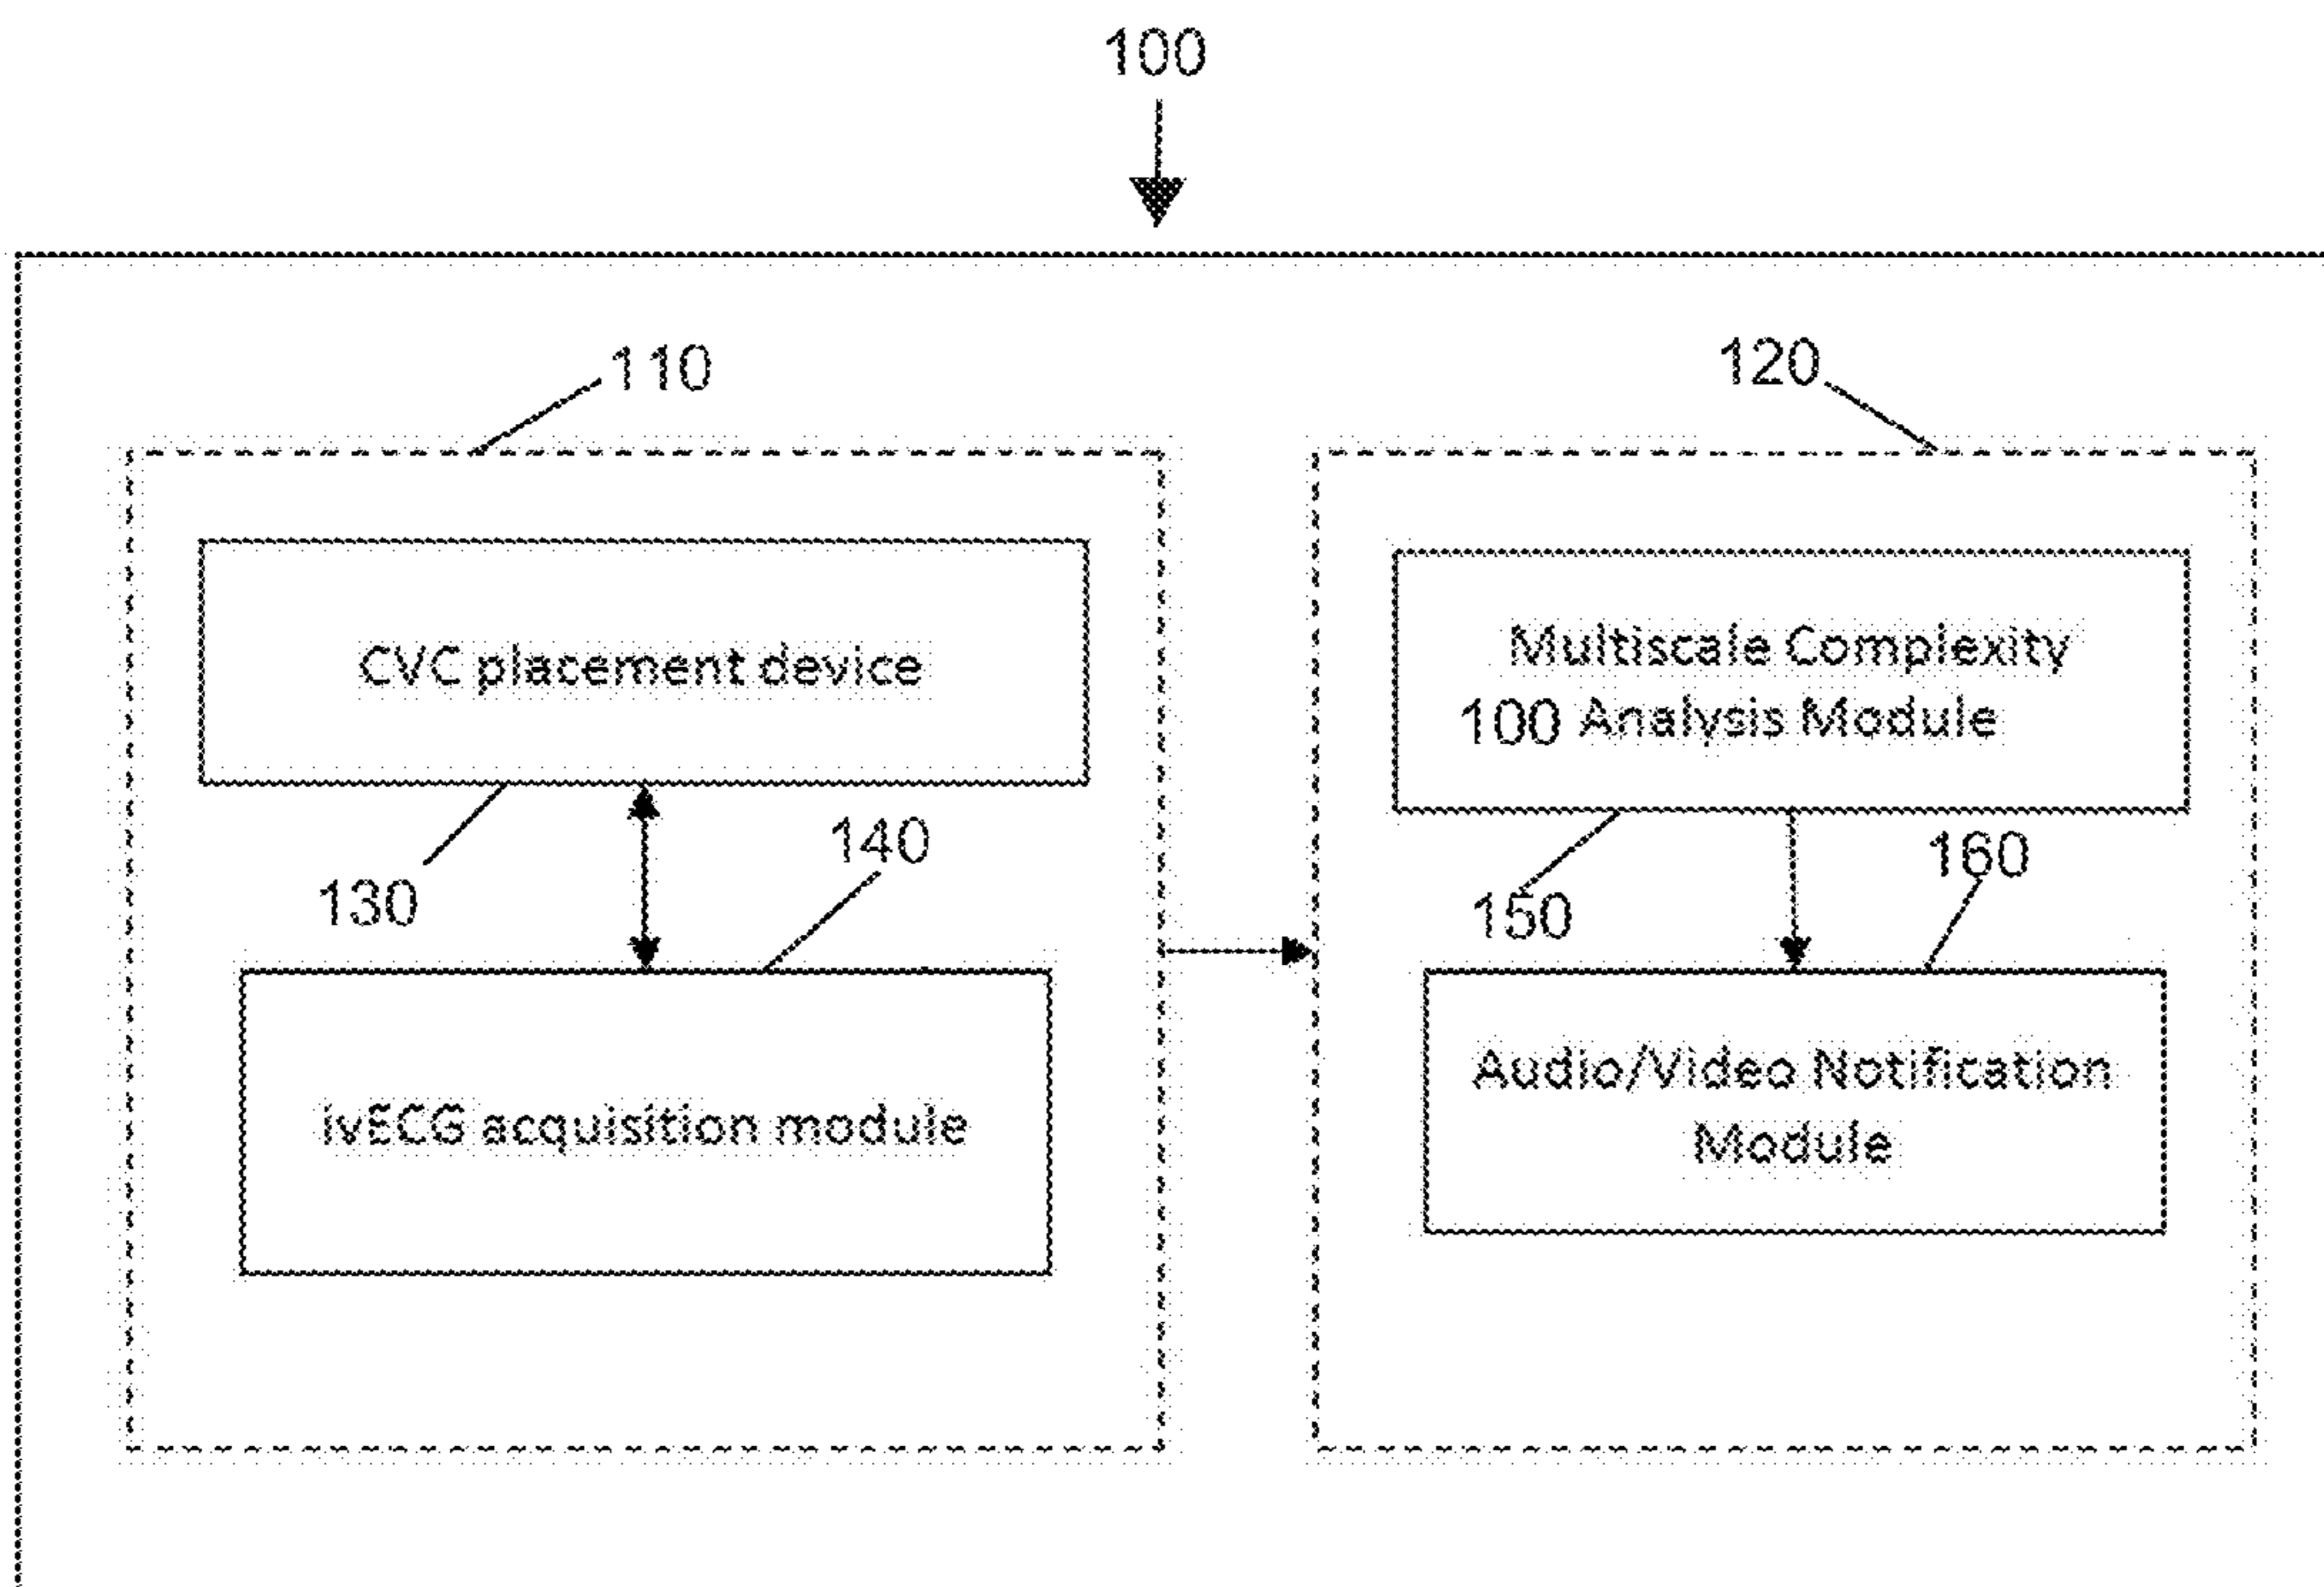 100
110
120
CVC placement device
Multiscale Complexity
100 Analysis Module
130
140
150
160
ivECG acquisition module
Audio/Video Notification
Module